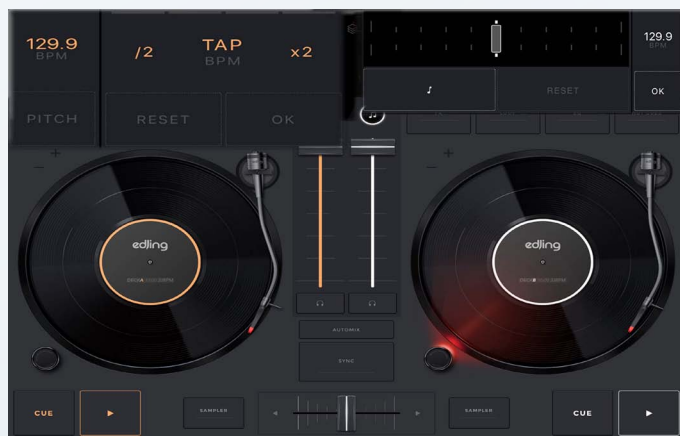 129.9
BPM
/2
TAP
BPM
x2
PITCH
RESET
OK
129.9
BPM
RESET
OK
edjing
edjing
AUTOMIX
SYNC
CUE
SAMPLER
SAMPLER
CUE